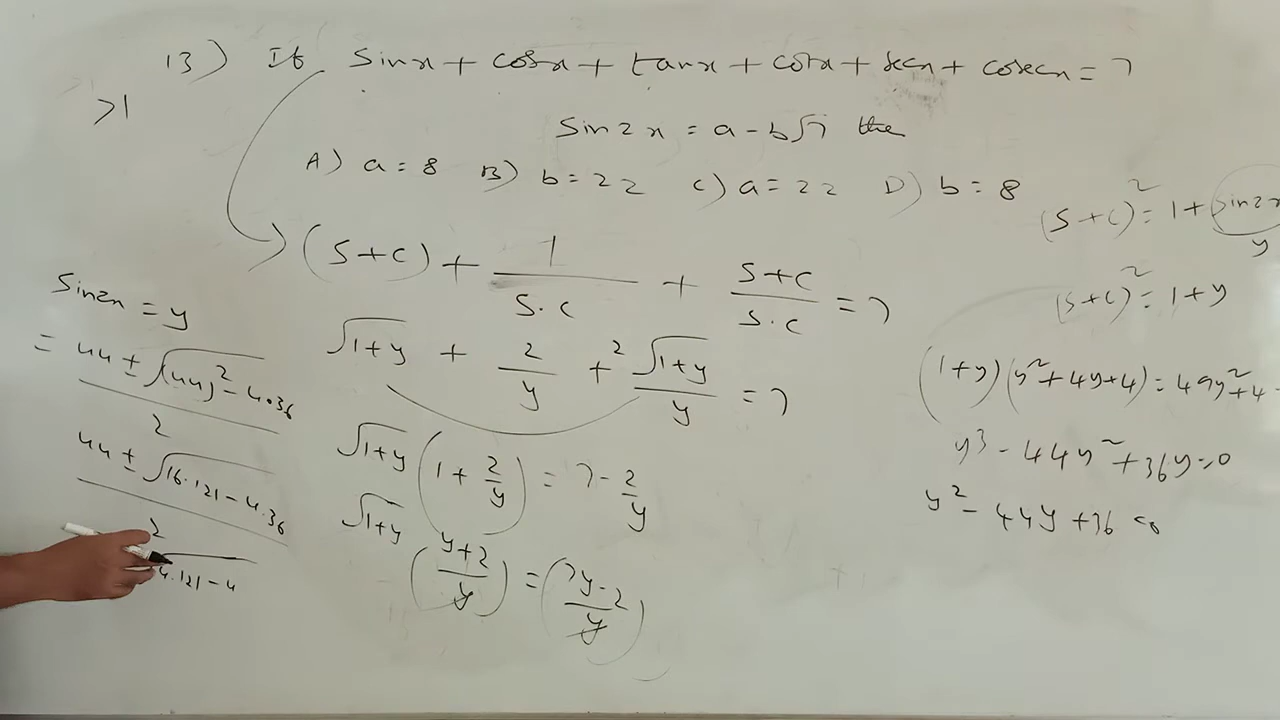 13) If sinx + cosx + tanx + cotx + secx + cosecx = 7
>1
sin2x = a - b√7 the
A) a = 8 B) b = 22 C) a = 22 D) b = 8
(S+C)² = 1 + sin2x
y
(S+C) + 1/(S.C) + (S+C)/(S.C) = 7
(S+C)² = 1+y
Sin2x = y
= (44 ± √((44)² - 4.36))/2
√(1+y) + 2/y + 2√(1+y)/y = 7
(1+y)(y²+4y+4) = 49y²+4-
√(1+y) (1 + 2/y) = 7 - 2/y
y³ - 44y² + 36y = 0
(44 ± √(16.121 - 4.36))/2
√(1+y) ((y+2)/y) = ((7y-2)/y)
y² - 44y + 36 = 0
4.121 - 4